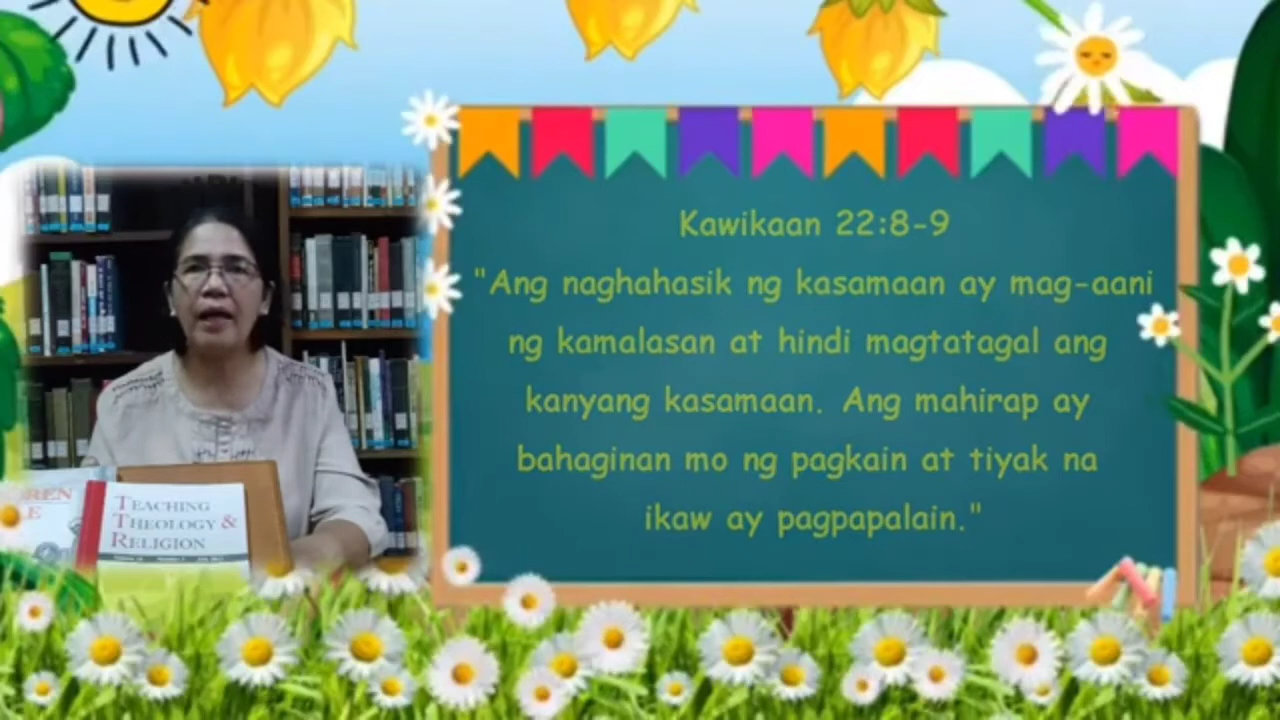 Kawikaan 22:8-9
"Ang naghahasik ng kasamaan ay mag-aani
ng kamalasan at hindi magtatagal ang
kanyang kasamaan. Ang mahirap ay
bahaginan mo ng pagkain at tiyak na
ikaw ay pagpapalain."
TEACHING
THEOLOGY &
RELIGION